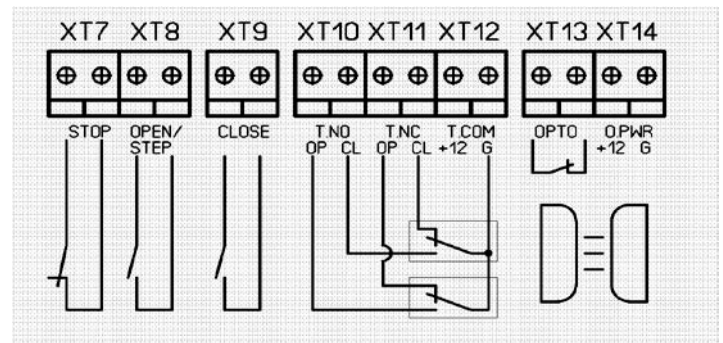 XT7 XT8 XT9 XT10 XT11 XT12 XT13 XT14
STOP OPEN/ CLOSE T.NO T.NC T.COM OPTO O.PWR
STEP OP CL OP CL +12 G +12 G